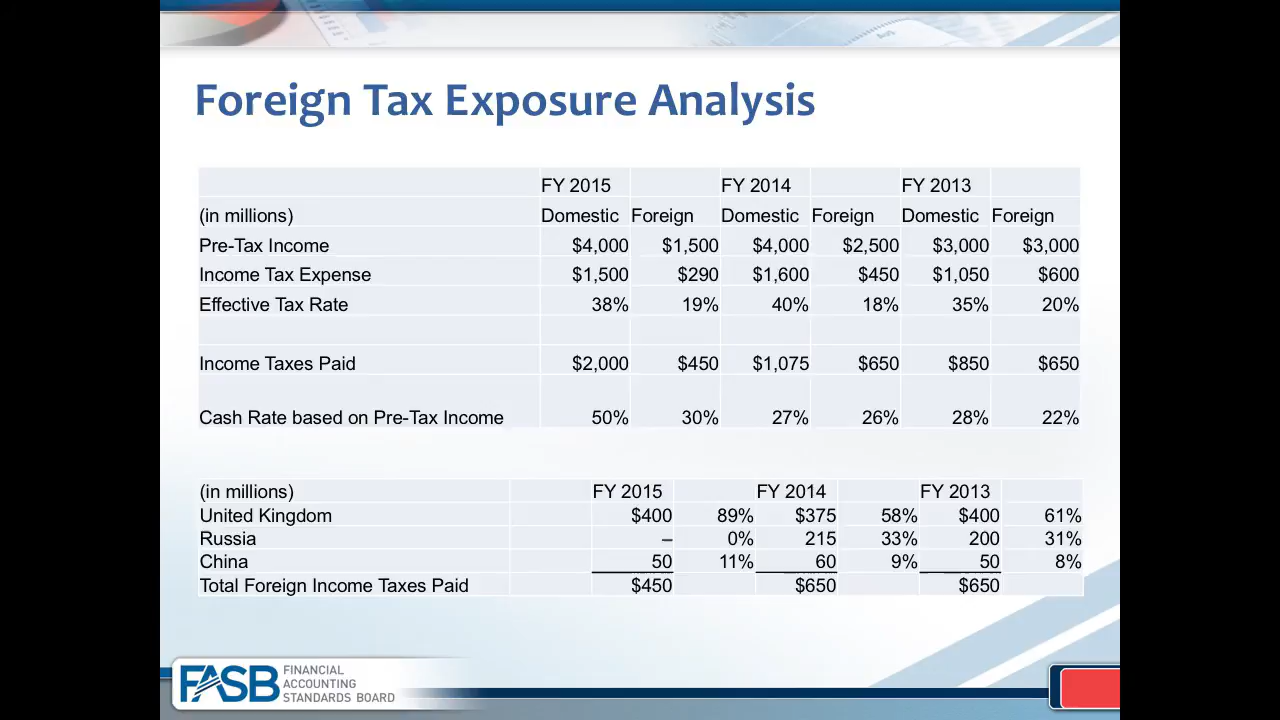 Foreign Tax Exposure Analysis
FY 2015 FY 2014 FY 2013
(in millions) Domestic Foreign Domestic Foreign Domestic Foreign
Pre-Tax Income $4,000 $1,500 $4,000 $2,500 $3,000 $3,000
Income Tax Expense $1,500 $290 $1,600 $450 $1,050 $600
Effective Tax Rate 38% 19% 40% 18% 35% 20%
Income Taxes Paid $2,000 $450 $1,075 $650 $850 $650
Cash Rate based on Pre-Tax Income 50% 30% 27% 26% 28% 22%
(in millions) FY 2015 FY 2014 FY 2013
United Kingdom $400 89% $375 58% $400 61%
Russia – 0% 215 33% 200 31%
China 50 11% 60 9% 50 8%
Total Foreign Income Taxes Paid $450 $650 $650
FASB FINANCIAL
ACCOUNTING
STANDARDS BOARD